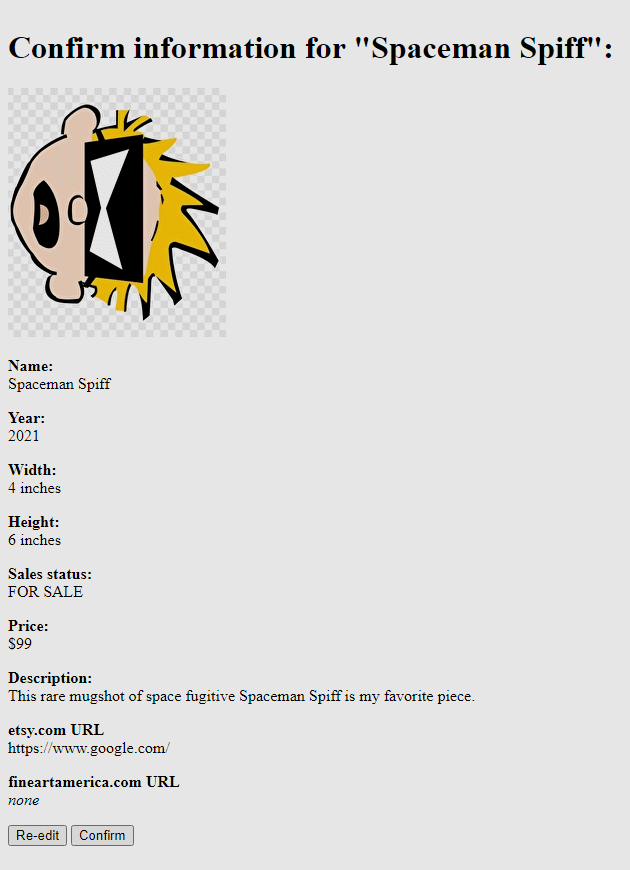 Confirm information for "Spaceman Spiff":
Name:
Spaceman Spiff
Year:
2021
Width:
4 inches
Height:
6 inches
Sales status:
FOR SALE
Price:
$99
Description:
This rare mugshot of space fugitive Spaceman Spiff is my favorite piece.
etsy.com URL
https://www.google.com/
fineartamerica.com URL
none
Re-edit Confirm